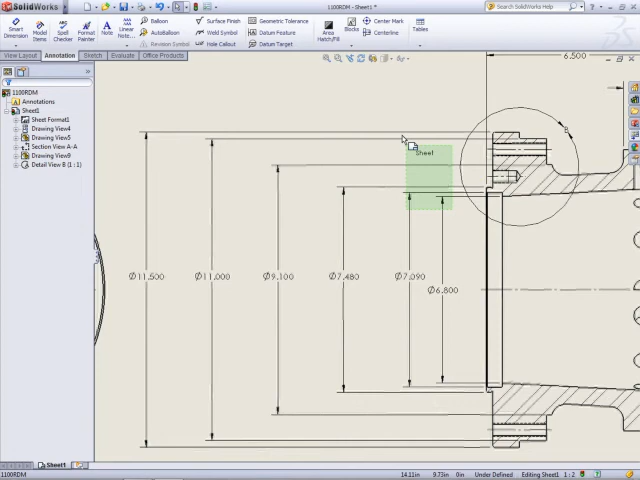 SolidWorks
1100RDM - Sheet1 *
Search SolidWorks Help
Smart Dimension
Model Items
Spell Checker
Format Painter
Note
Linear Note...
Balloon
AutoBalloon
Revision Symbol
Surface Finish
Weld Symbol
Hole Callout
Geometric Tolerance
Datum Feature
Datum Target
Area Hatch/Fill
Blocks
Center Mark
Centerline
Tables
View Layout
Annotation
Sketch
Evaluate
Office Products
1100RDM
Annotations
Sheet1
Sheet Format1
Drawing View4
Drawing View5
Section View A-A
Drawing View9
Detail View B (1 : 1)
6.500
B
Sheet
Ø11.500
Ø11.000
Ø9.100
Ø7.480
Ø7.090
Ø6.800
Sheet1
1100RDM
14.11in
9.73in
0in
Under Defined
Editing Sheet1
1 : 2